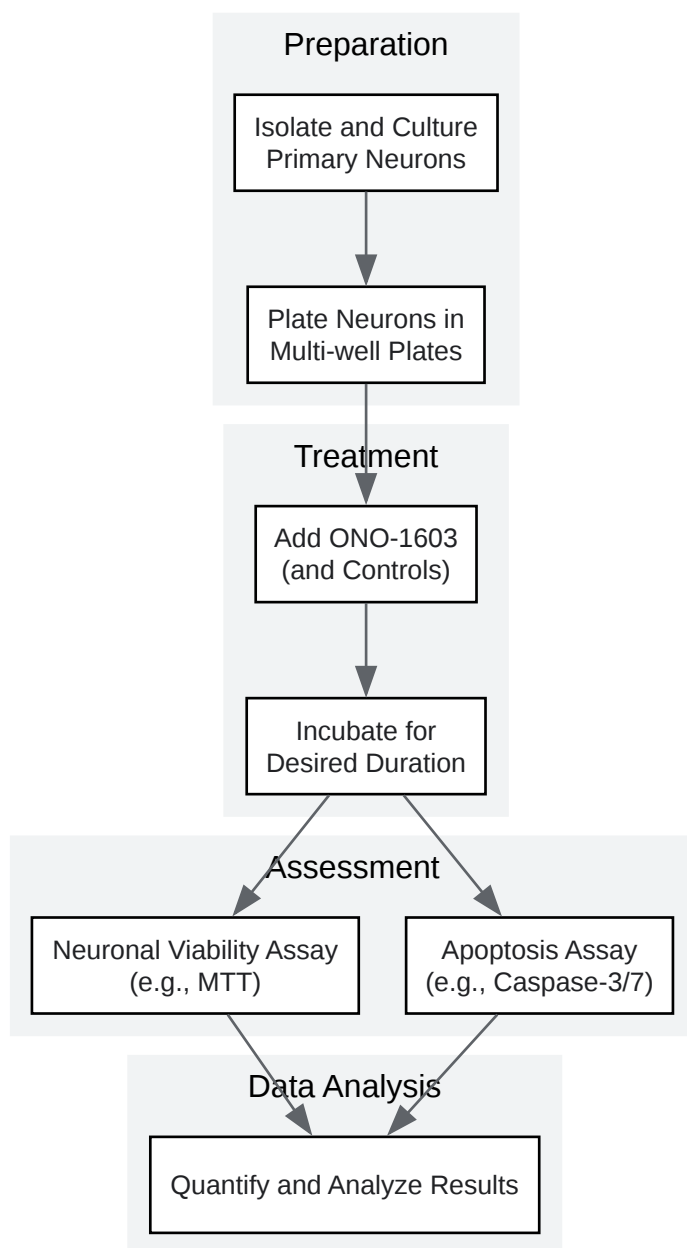 Preparation
Isolate and Culture
Primary Neurons
Plate Neurons in
Multi-well Plates
Treatment
Add ONO-1603
(and Controls)
Incubate for
Desired Duration
Assessment
Neuronal Viability Assay
(e.g., MTT)
Apoptosis Assay
(e.g., Caspase-3/7)
Data Analysis
Quantify and Analyze Results